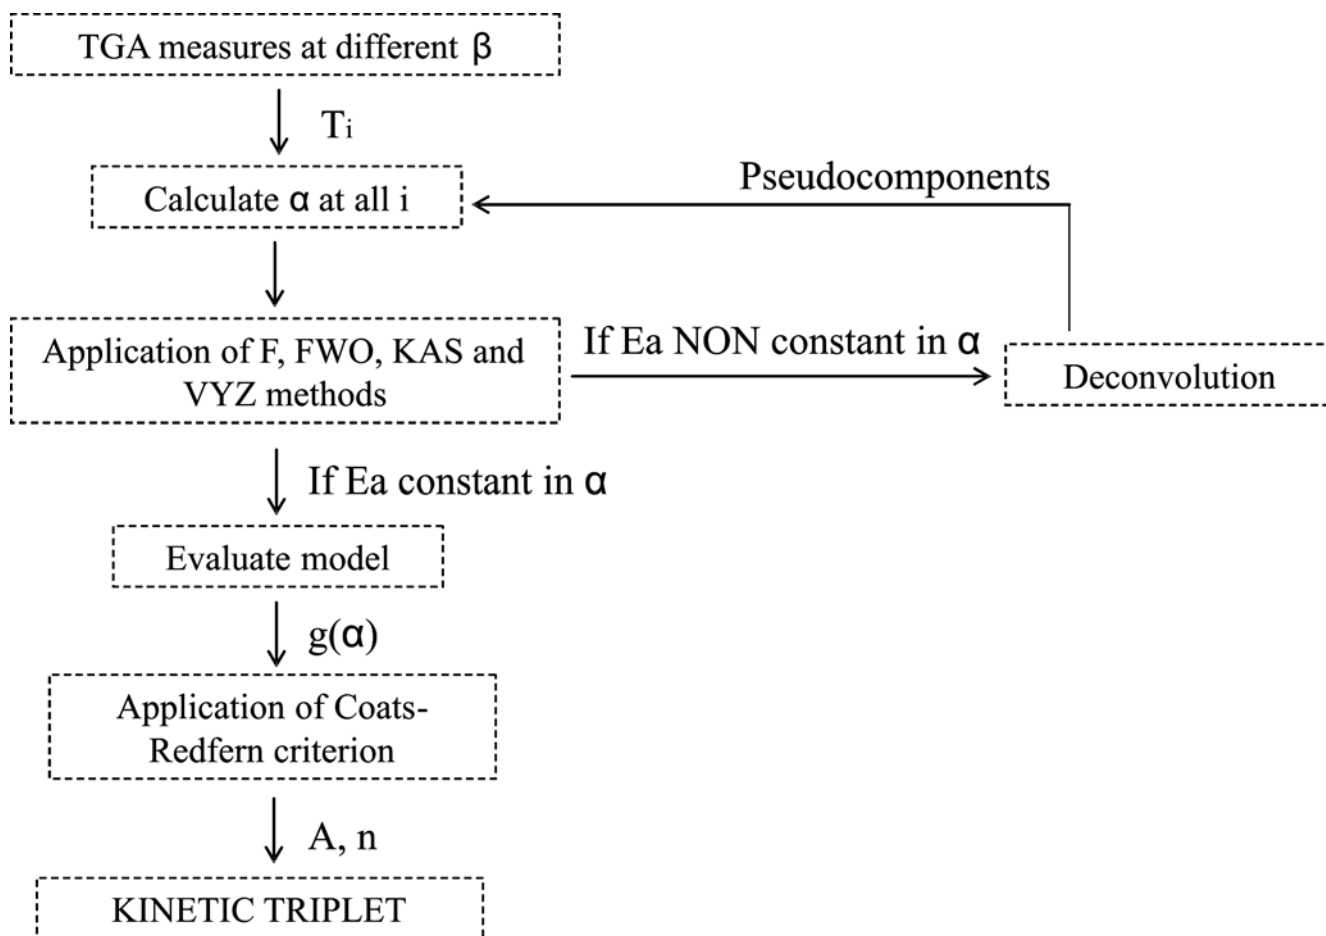 TGA measures at different β
Ti
Calculate α at all i
Pseudocomponents
Application of F, FWO, KAS and
VYZ methods
If Ea NON constant in α
Deconvolution
If Ea constant in α
Evaluate model
g(α)
Application of Coats-
Redfern criterion
A, n
KINETIC TRIPLET